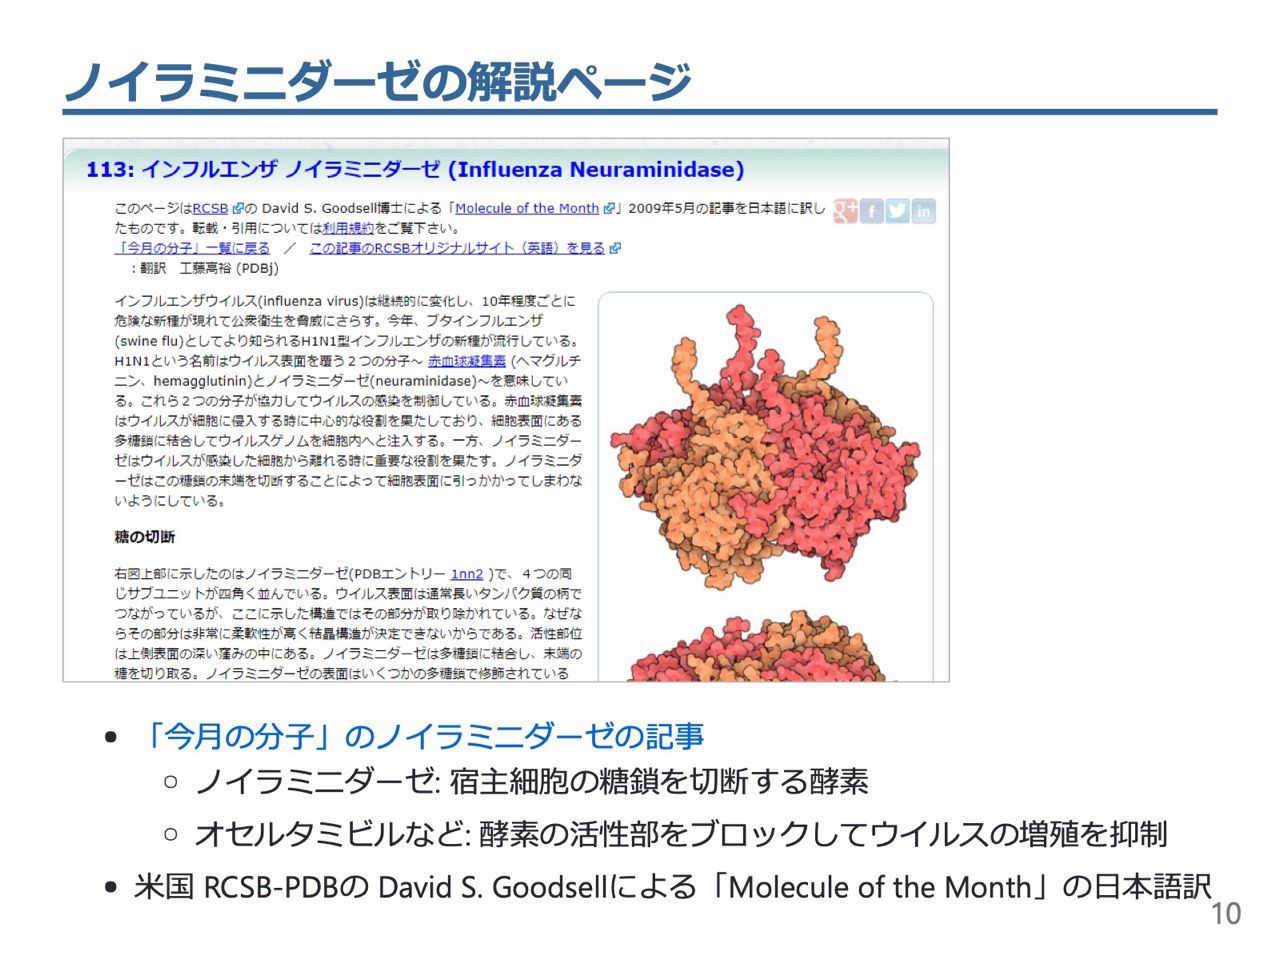 ノイラミニダーゼの解説ページ
113: インフルエンザ ノイラミニダーゼ (Influenza Neuraminidase)
このページはRCSBの David S. Goodsell博士による「Molecule of the Month」2009年5月の記事を日本語に訳し
たものです。転載・引用については利用規約をご覧下さい。
「今月の分子」一覧に戻る ／ この記事のRCSBオリジナルサイト（英語）を見る
：翻訳 工藤高裕 (PDBj)
g+ f in
インフルエンザウイルス(influenza virus)は継続的に変化し、10年程度ごとに
危険な新種が現れて公衆衛生を脅威にさらす。今年、ブタインフルエンザ
(swine flu)としてより知られるH1N1型インフルエンザの新種が流行している。
H1N1という名前はウイルス表面を覆う２つの分子～ 赤血球凝集素 (ヘマグルチ
ニン、hemagglutinin)とノイラミニダーゼ(neuraminidase)～を意味してい
る。これら２つの分子が協力してウイルスの感染を制御している。赤血球凝集素
はウイルスが細胞に侵入する時に中心的な役割を果たしており、細胞表面にある
多糖鎖に結合してウイルスゲノムを細胞内へと注入する。一方、ノイラミニダー
ゼはウイルスが感染した細胞から離れる時に重要な役割を果たす。ノイラミニダ
ーゼはこの糖鎖の末端を切断することによって細胞表面に引っかかってしまわな
いようにしている。
糖の切断
右図上部に示したのはノイラミニダーゼ(PDBエントリー 1nn2 )で、４つの同
じサブユニットが四角く並んでいる。ウイルス表面は通常長いタンパク質の柄で
つながっているが、ここに示した構造ではその部分が取り除かれている。なぜな
らその部分は非常に柔軟性が高く結晶構造が決定できないからである。活性部位
は上側表面の深い窪みの中にある。ノイラミニダーゼは多糖鎖に結合し、末端の
糖を切り取る。ノイラミニダーゼの表面はいくつかの多糖鎖で修飾されている
• 「今月の分子」のノイラミニダーゼの記事
○ ノイラミニダーゼ: 宿主細胞の糖鎖を切断する酵素
○ オセルタミビルなど: 酵素の活性部をブロックしてウイルスの増殖を抑制
• 米国 RCSB-PDBの David S. Goodsellによる「Molecule of the Month」の日本語訳
10